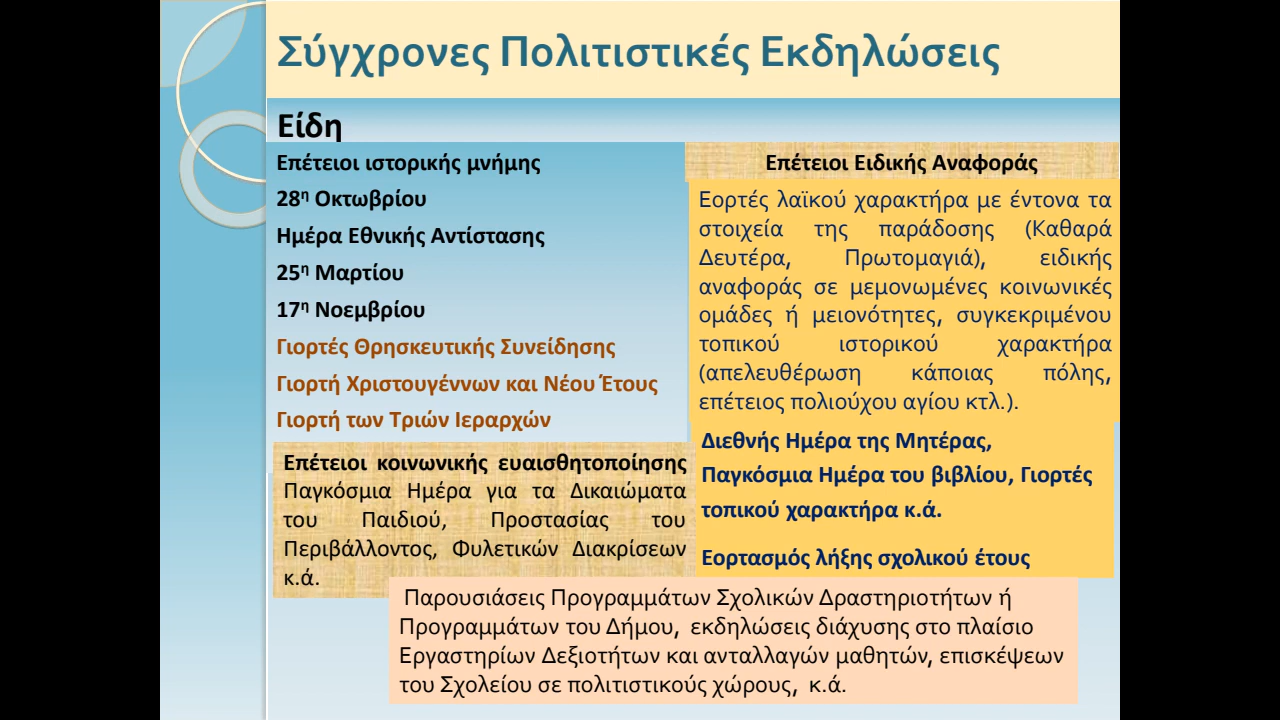 Σύγχρονες Πολιτιστικές Εκδηλώσεις
Είδη
Επέτειοι ιστορικής μνήμης
28η Οκτωβρίου
Ημέρα Εθνικής Αντίστασης
25η Μαρτίου
17η Νοεμβρίου
Γιορτές Θρησκευτικής Συνείδησης
Γιορτή Χριστουγέννων και Νέου Έτους
Γιορτή των Τριών Ιεραρχών
Επέτειοι κοινωνικής ευαισθητοποίησης
Παγκόσμια Ημέρα για τα Δικαιώματα
του Παιδιού, Προστασίας του
Περιβάλλοντος, Φυλετικών Διακρίσεων
κ.ά.
Επέτειοι Ειδικής Αναφοράς
Εορτές λαϊκού χαρακτήρα με έντονα τα
στοιχεία της παράδοσης (Καθαρά
Δευτέρα, Πρωτομαγιά), ειδικής
αναφοράς σε μεμονωμένες κοινωνικές
ομάδες ή μειονότητες, συγκεκριμένου
τοπικού ιστορικού χαρακτήρα
(απελευθέρωση κάποιας πόλης,
επέτειος πολιούχου αγίου κτλ.).
Διεθνής Ημέρα της Μητέρας,
Παγκόσμια Ημέρα του βιβλίου, Γιορτές
τοπικού χαρακτήρα κ.ά.
Εορτασμός λήξης σχολικού έτους
Παρουσιάσεις Προγραμμάτων Σχολικών Δραστηριοτήτων ή
Προγραμμάτων του Δήμου, εκδηλώσεις διάχυσης στο πλαίσιο
Εργαστηρίων Δεξιοτήτων και ανταλλαγών μαθητών, επισκέψεων
του Σχολείου σε πολιτιστικούς χώρους, κ.ά.